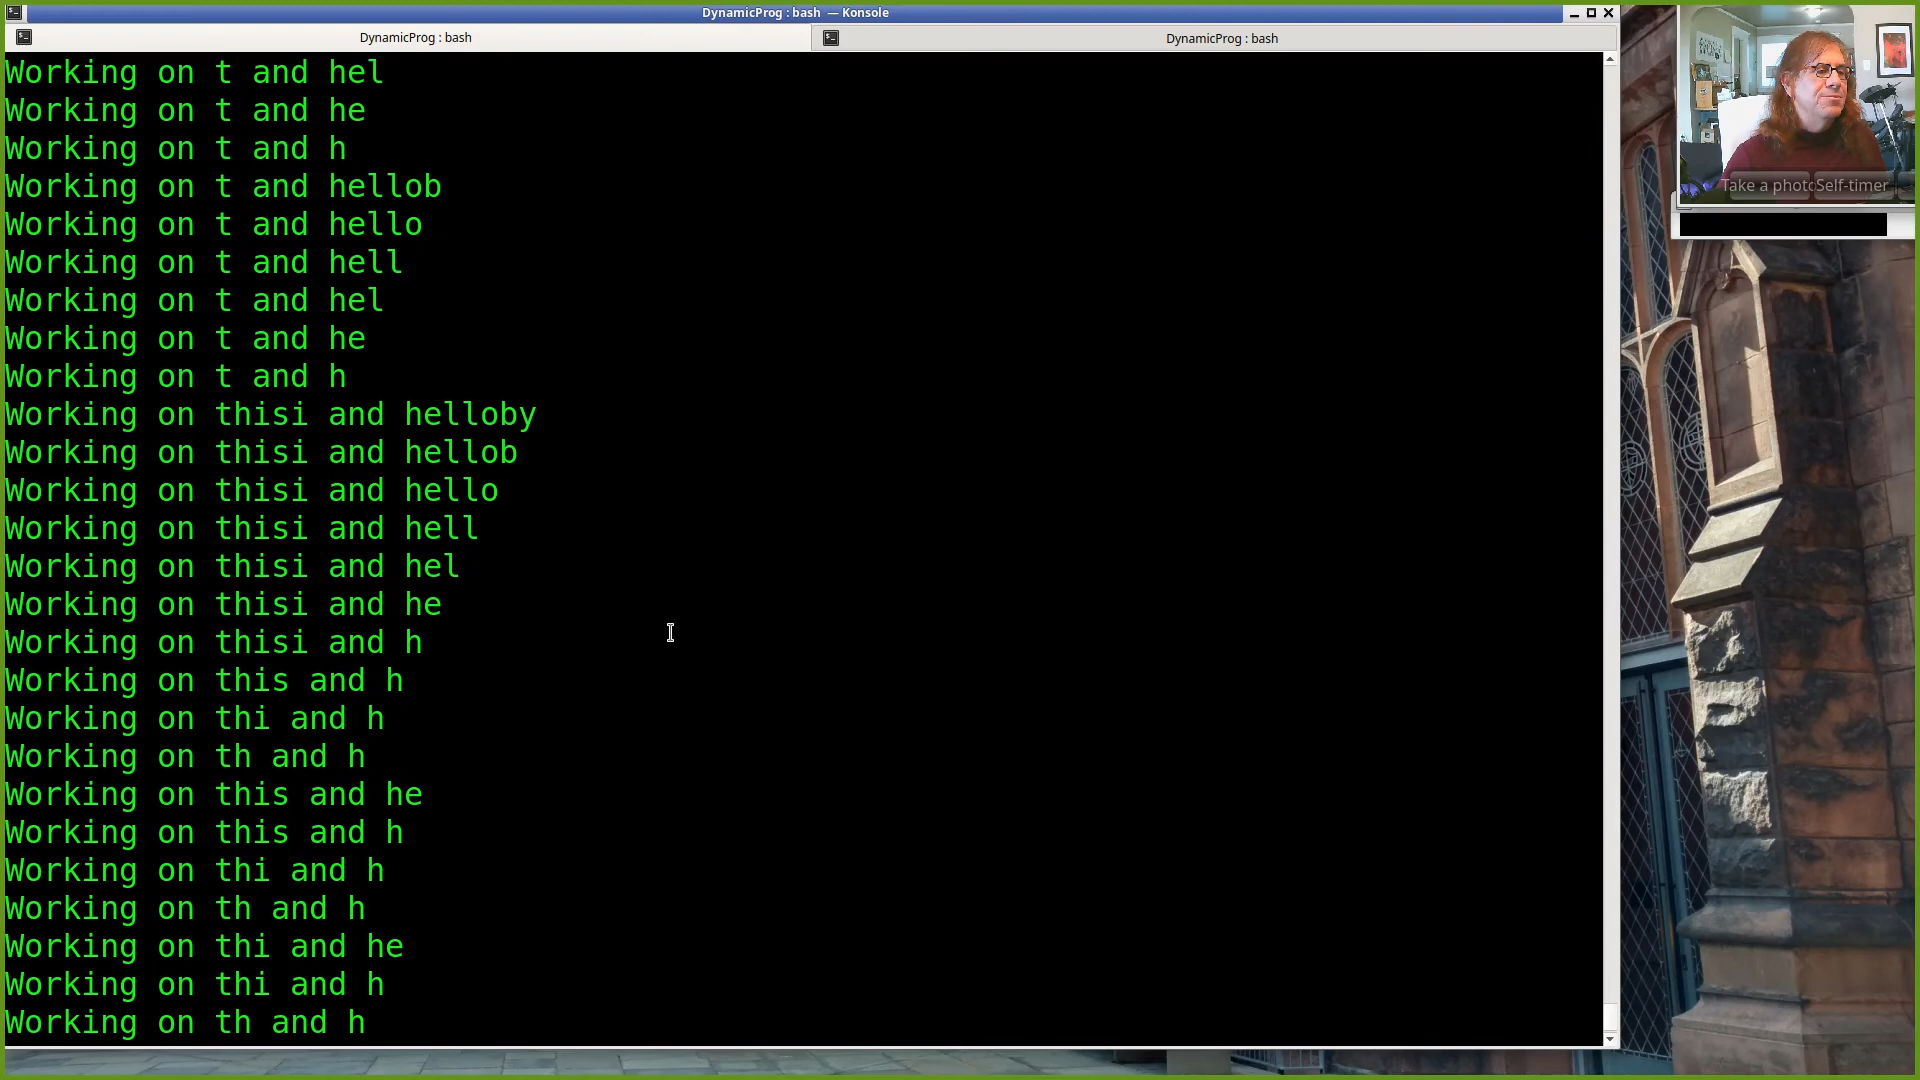 DynamicProg : bash — Konsole
DynamicProg : bash
DynamicProg : bash
Working on t and hel
Working on t and he
Working on t and h
Working on t and hellob
Working on t and hello
Working on t and hell
Working on t and hel
Working on t and he
Working on t and h
Working on thisi and helloby
Working on thisi and hellob
Working on thisi and hello
Working on thisi and hell
Working on thisi and hel
Working on thisi and he
Working on thisi and h
Working on this and h
Working on thi and h
Working on th and h
Working on this and he
Working on this and h
Working on thi and h
Working on th and h
Working on thi and he
Working on thi and h
Working on th and h
Take a photo
Self-timer